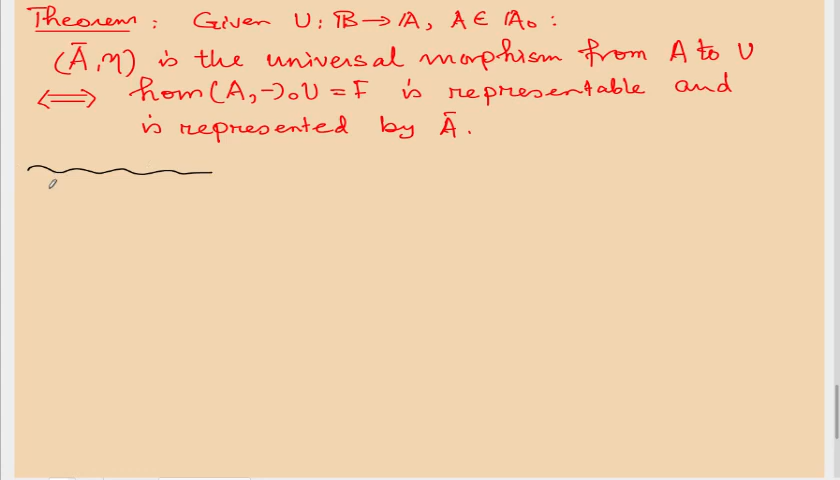 Theorem : Given U : 𝔹 → 𝔸, A ∈ 𝔸₀ :
(Ā, η) is the universal morphism from A to U
⟺ hom(A, −)∘U = F is representable and
is represented by Ā.